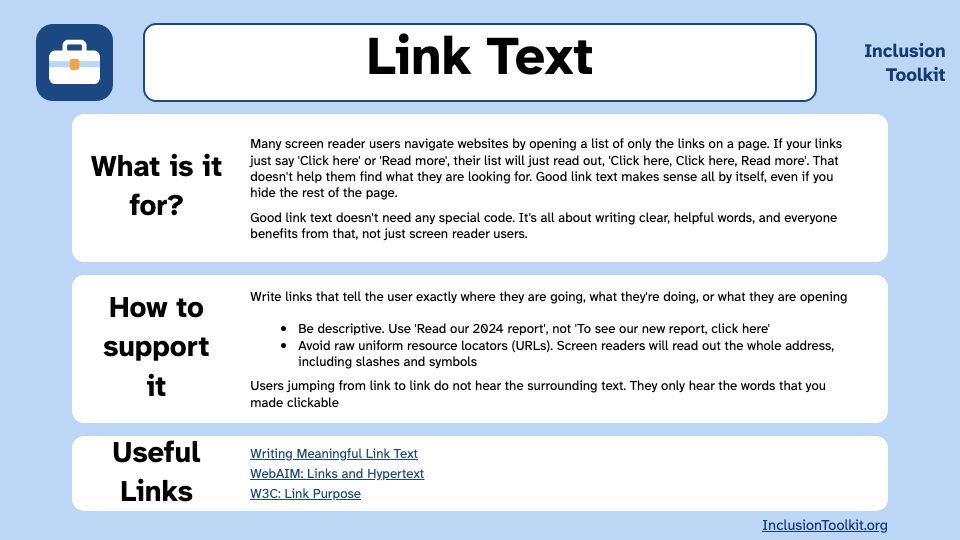 Link Text
Inclusion
Toolkit
What is it
for?
Many screen reader users navigate websites by opening a list of only the links on a page. If your links
just say 'Click here' or 'Read more', their list will just read out, 'Click here, Click here, Read more'. That
doesn't help them find what they are looking for. Good link text makes sense all by itself, even if you
hide the rest of the page.
Good link text doesn't need any special code. It's all about writing clear, helpful words, and everyone
benefits from that, not just screen reader users.
How to
support
it
Write links that tell the user exactly where they are going, what they're doing, or what they are opening
• Be descriptive. Use 'Read our 2024 report', not 'To see our new report, click here'
• Avoid raw uniform resource locators (URLs). Screen readers will read out the whole address,
including slashes and symbols
Users jumping from link to link do not hear the surrounding text. They only hear the words that you
made clickable
Useful
Links
Writing Meaningful Link Text
WebAIM: Links and Hypertext
W3C: Link Purpose
InclusionToolkit.org